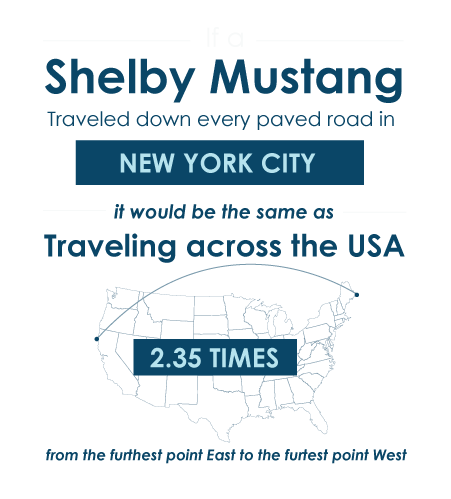 If a
Shelby Mustang
Traveled down every paved road in
NEW YORK CITY
it would be the same as
Traveling across the USA
2.35 TIMES
from the furthest point East to the furtest point West